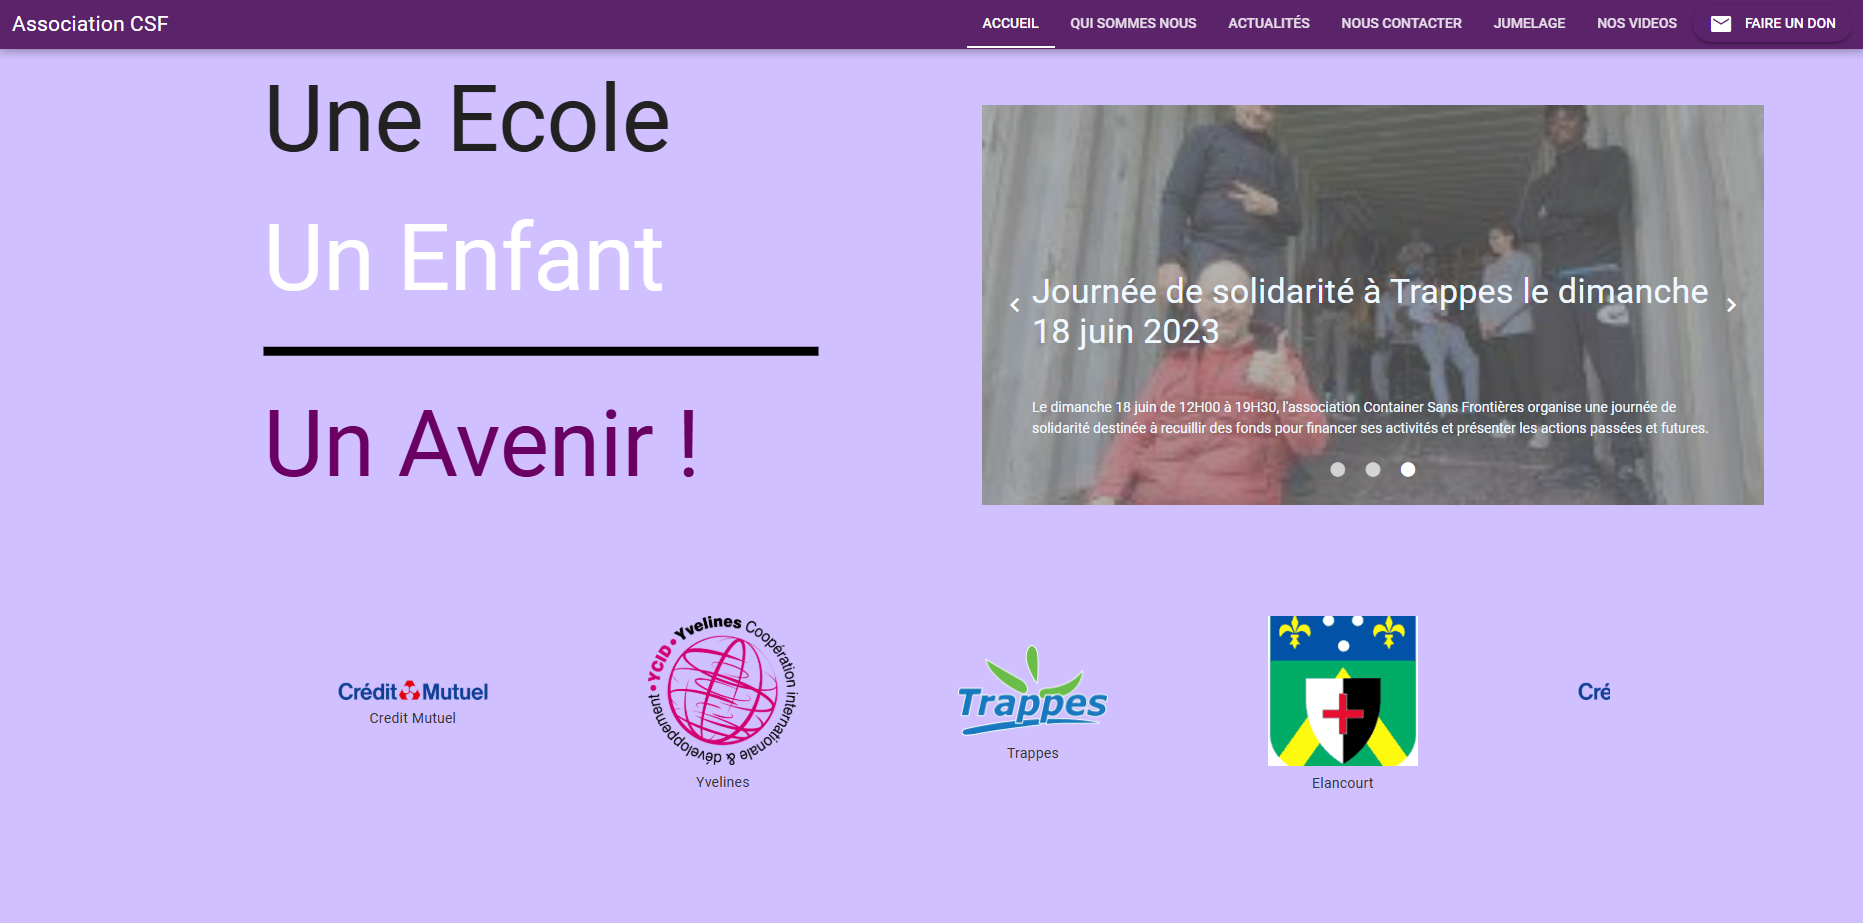 Association CSF
ACCUEIL
QUI SOMMES NOUS
ACTUALITÉS
NOUS CONTACTER
JUMELAGE
NOS VIDEOS
FAIRE UN DON
Une Ecole
Un Enfant
Un Avenir !
Journée de solidarité à Trappes le dimanche
18 juin 2023
Le dimanche 18 juin de 12H00 à 19H30, l'association Container Sans Frontières organise une journée de
solidarité destinée à recuillir des fonds pour financer ses activités et présenter les actions passées et futures.
Crédit Mutuel
Credit Mutuel
YCID • Yvelines Coopération internationale & développement •
Yvelines
Trappes
Trappes
Elancourt
Cré